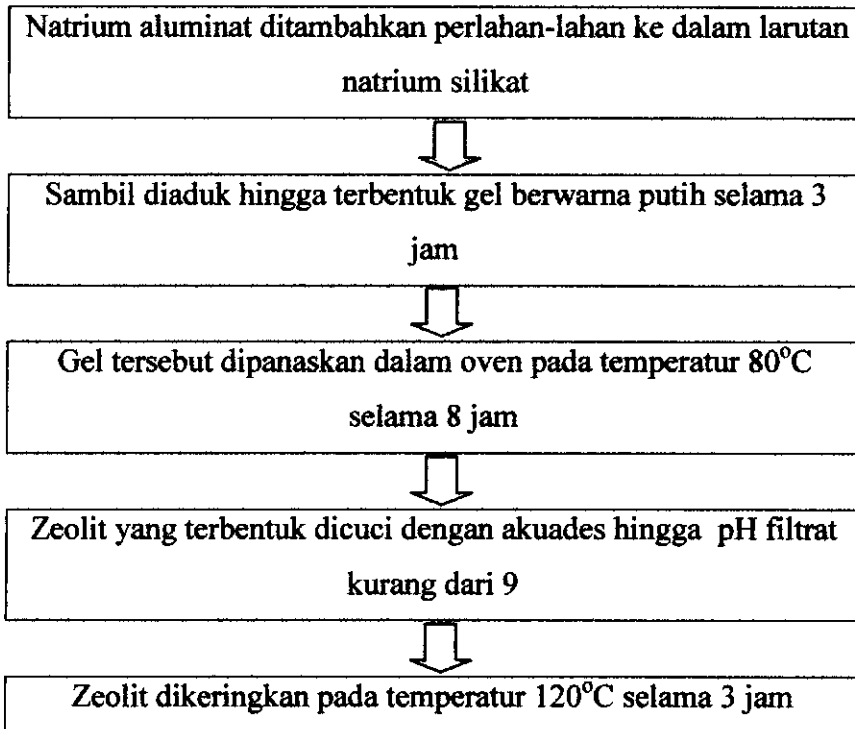 Natrium aluminat ditambahkan perlahan-lahan ke dalam larutan
natrium silikat
Sambil diaduk hingga terbentuk gel berwarna putih selama 3
jam
Gel tersebut dipanaskan dalam oven pada temperatur 80°C
selama 8 jam
Zeolit yang terbentuk dicuci dengan akuades hingga pH filtrat
kurang dari 9
Zeolit dikeringkan pada temperatur 120°C selama 3 jam